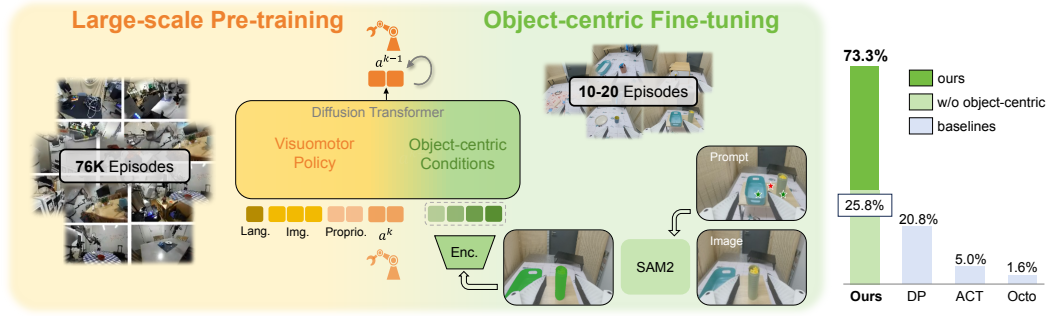 Large-scale Pre-training
Object-centric Fine-tuning
a^{k-1}
76K Episodes
10-20 Episodes
Diffusion Transformer
Visuomotor
Policy
Object-centric
Conditions
Lang.
Img.
Proprio.
a^k
Enc.
SAM2
Prompt
Image
73.3%
ours
w/o object-centric
baselines
25.8%
20.8%
5.0%
1.6%
Ours
DP
ACT
Octo